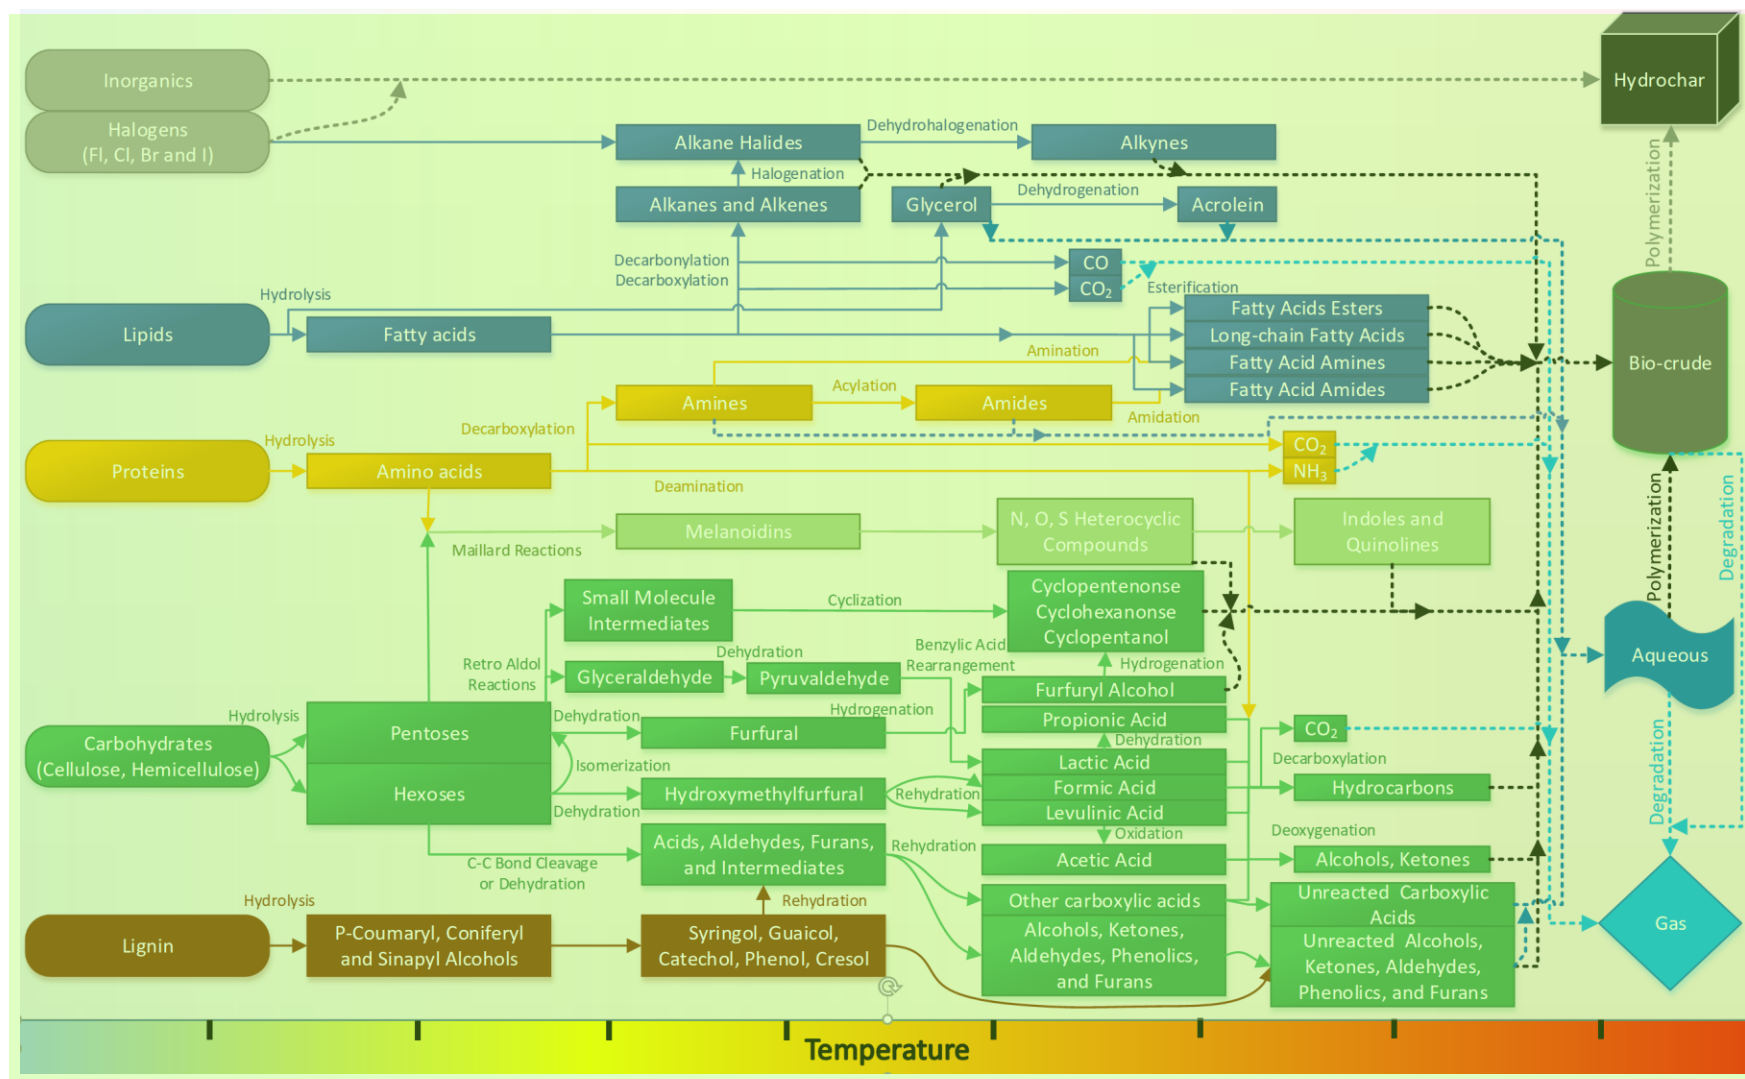 Inorganics
Halogens
(Fl, Cl, Br and I)
Hydrochar
Alkane Halides
Dehydrohalogenation
Alkynes
Halogenation
Alkanes and Alkenes
Glycerol
Dehydrogenation
Acrolein
Polymerization
Decarbonylation
Decarboxylation
CO
CO₂
Esterification
Hydrolysis
Lipids
Fatty acids
Fatty Acids Esters
Long-chain Fatty Acids
Fatty Acid Amines
Fatty Acid Amides
Bio-crude
Amination
Amines
Acylation
Amides
Amidation
Decarboxylation
Hydrolysis
Proteins
Amino acids
Deamination
CO₂
NH₃
Polymerization
Degradation
Maillard Reactions
Melanoidins
N, O, S Heterocyclic
Compounds
Indoles and
Quinolines
Small Molecule
Intermediates
Cyclization
Cyclopentenonse
Cyclohexanonse
Cyclopentanol
Retro Aldol
Reactions
Glyceraldehyde
Dehydration
Pyruvaldehyde
Benzylic Acid
Rearrangement
Hydrogenation
Furfuryl Alcohol
Aqueous
Hydrolysis
Carbohydrates
(Cellulose, Hemicellulose)
Pentoses
Hexoses
Dehydration
Furfural
Hydrogenation
Isomerization
Dehydration
Hydroxymethylfurfural
Rehydration
Propionic Acid
Dehydration
Lactic Acid
Formic Acid
Levulinic Acid
Oxidation
Acetic Acid
CO₂
Decarboxylation
Hydrocarbons
Deoxygenation
Alcohols, Ketones
Degradation
C-C Bond Cleavage
or Dehydration
Acids, Aldehydes, Furans,
and Intermediates
Rehydration
Other carboxylic acids
Alcohols, Ketones,
Aldehydes, Phenolics,
and Furans
Unreacted Carboxylic
Acids
Unreacted Alcohols,
Ketones, Aldehydes,
Phenolics, and Furans
Gas
Hydrolysis
Lignin
P-Coumaryl, Coniferyl
and Sinapyl Alcohols
Rehydration
Syringol, Guaicol,
Catechol, Phenol, Cresol
Temperature